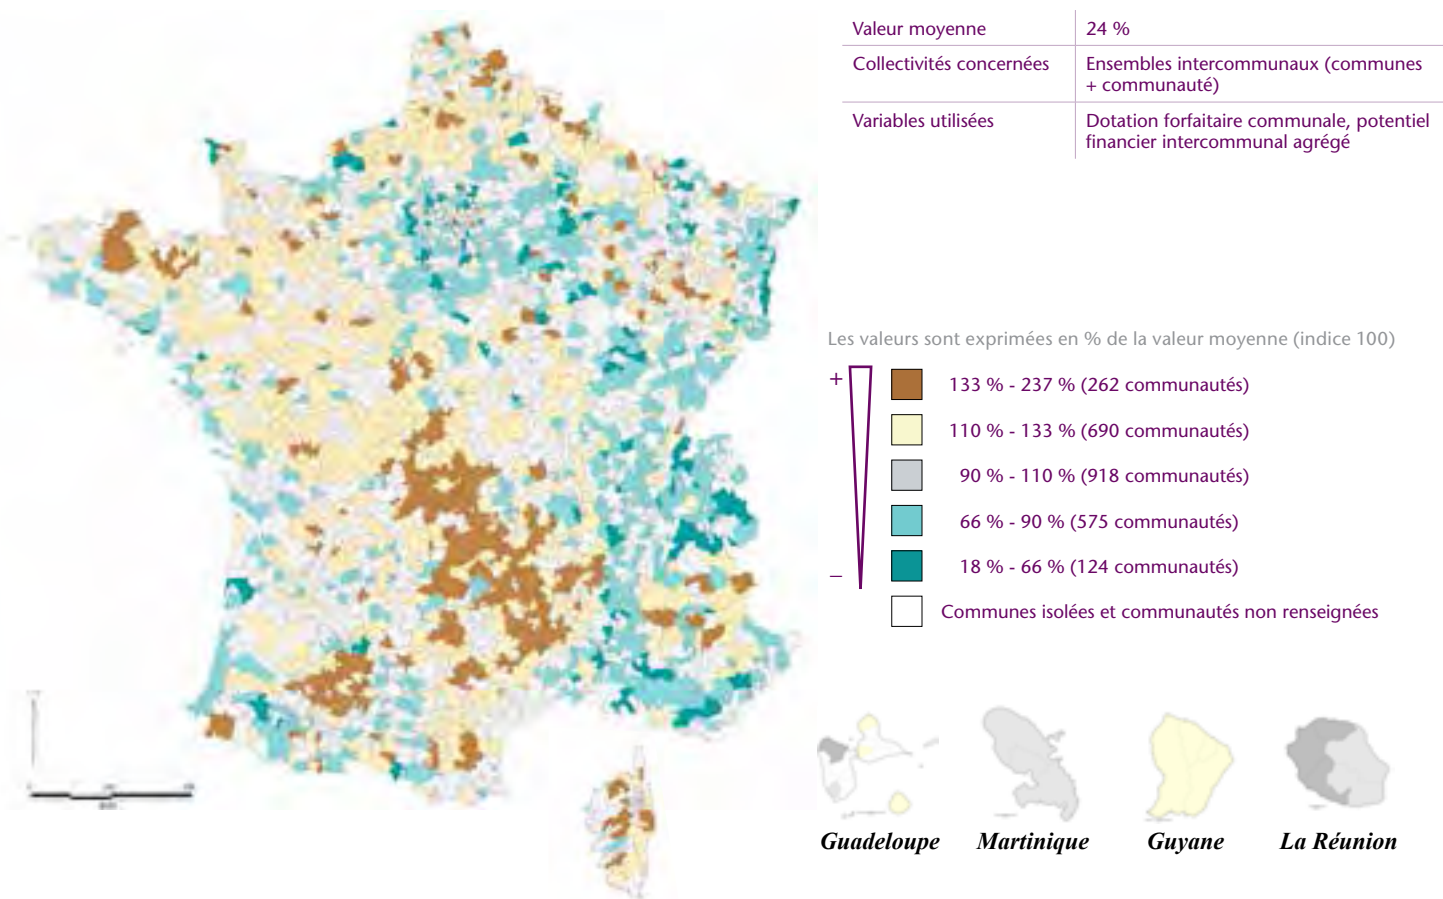 Valeur moyenne 24 %
Collectivités concernées Ensembles intercommunaux (communes
+ communauté)
Variables utilisées Dotation forfaitaire communale, potentiel
financier intercommunal agrégé
Les valeurs sont exprimées en % de la valeur moyenne (indice 100)
+
133 % - 237 % (262 communautés)
110 % - 133 % (690 communautés)
90 % - 110 % (918 communautés)
66 % - 90 % (575 communautés)
18 % - 66 % (124 communautés)
–
Communes isolées et communautés non renseignées
Guadeloupe Martinique Guyane La Réunion